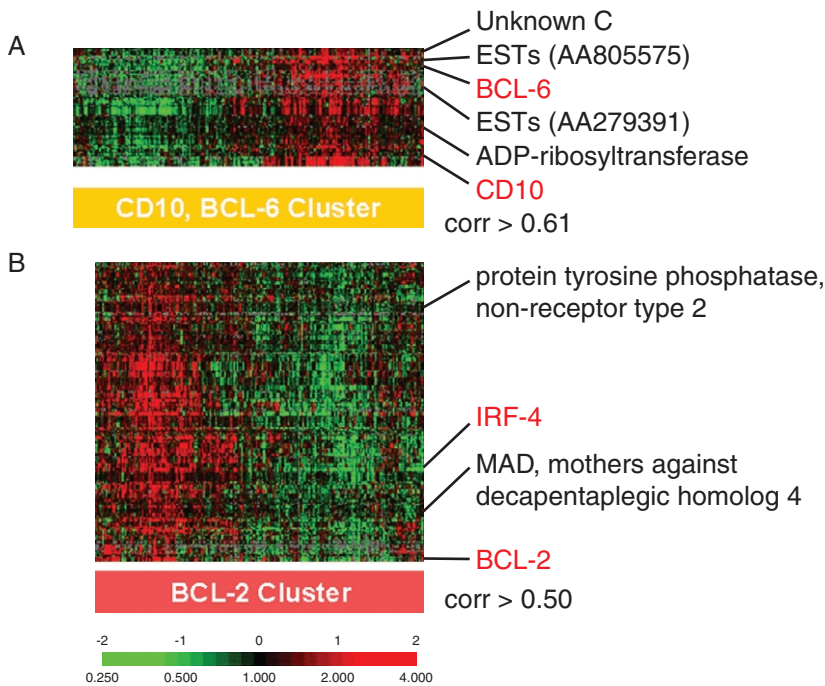 A
Unknown C
ESTs (AA805575)
BCL-6
ESTs (AA279391)
ADP-ribosyltransferase
CD10
CD10, BCL-6 Cluster
corr > 0.61
B
protein tyrosine phosphatase,
non-receptor type 2
IRF-4
MAD, mothers against
decapentaplegic homolog 4
BCL-2
BCL-2 Cluster
corr > 0.50
-2 -1 0 1 2
0.250 0.500 1.000 2.000 4.000